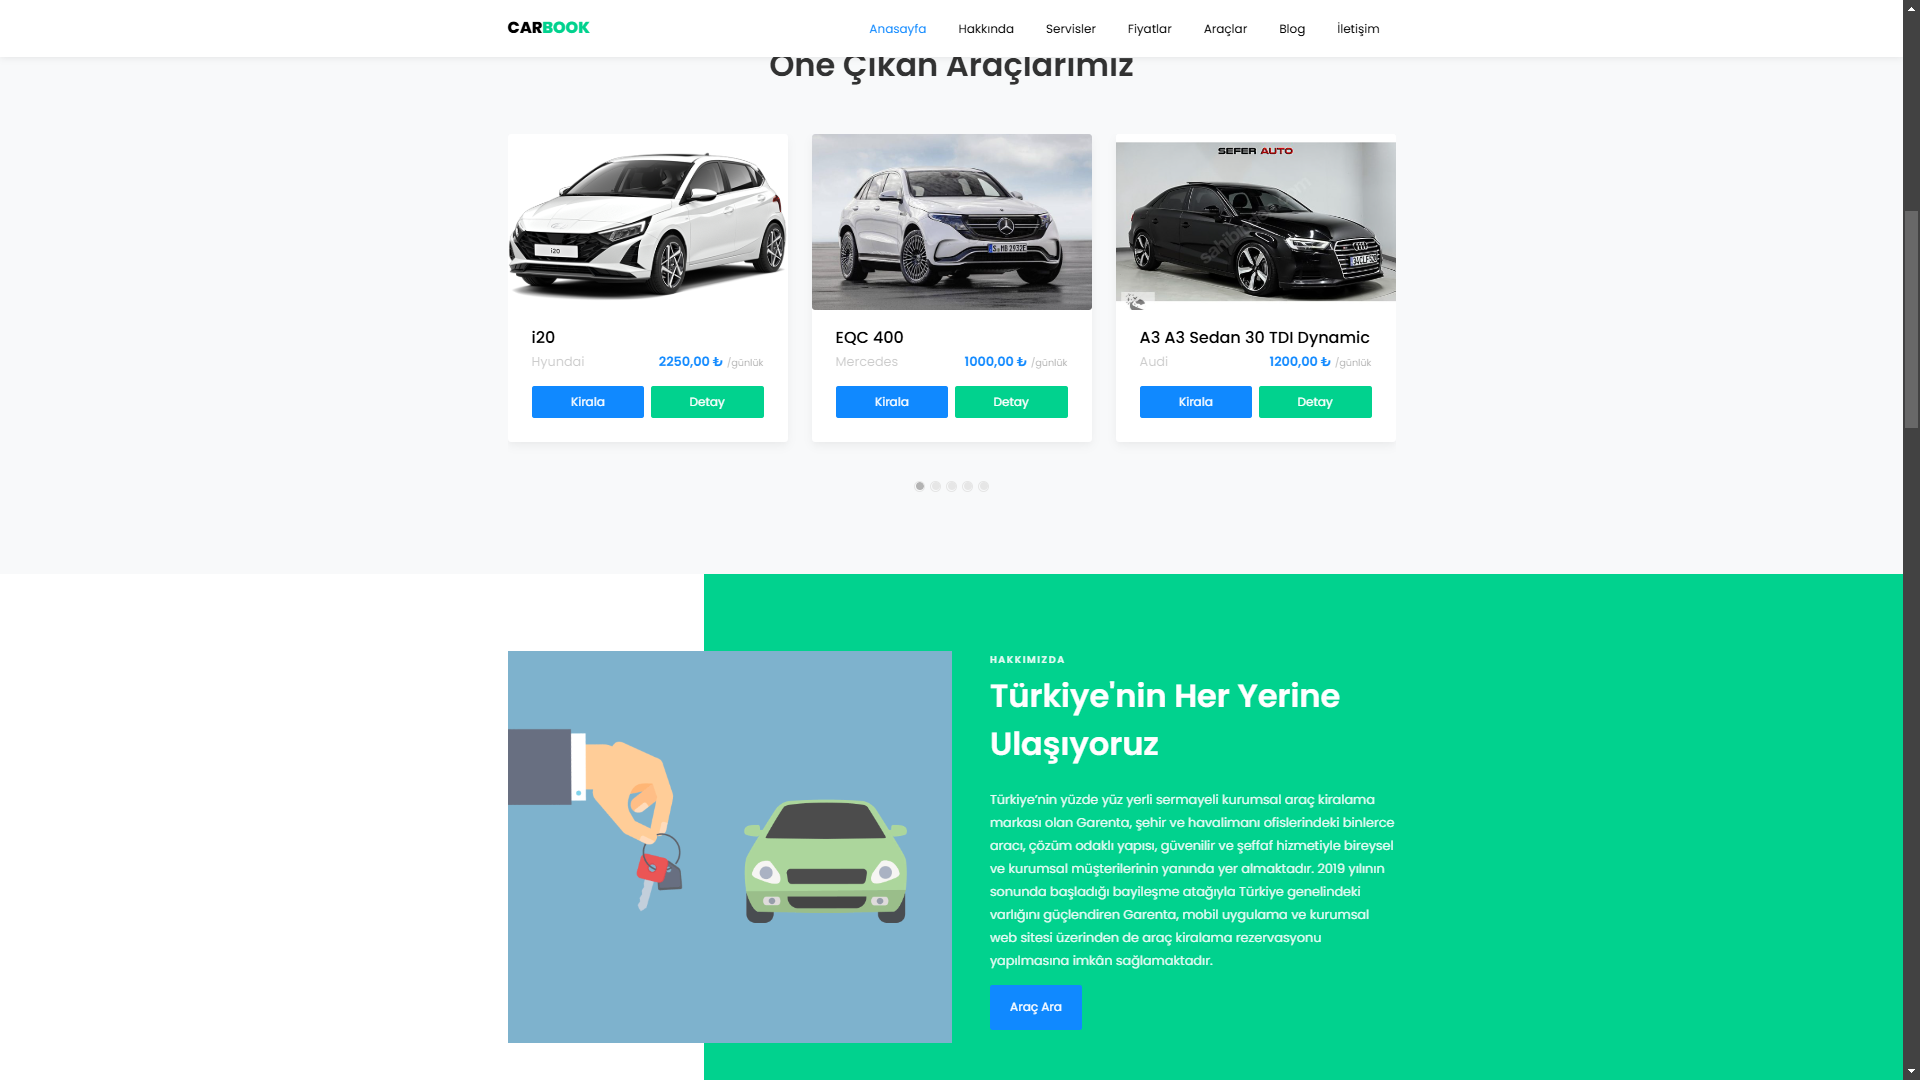 CARBOOK
Anasayfa Hakkında Servisler Fiyatlar Araçlar Blog İletişim
Öne Çıkan Araçlarımız
SEFER AUTO
i20
S·MB 2932E
i20
Hyundai 2250,00 ₺ /günlük
Kirala Detay
EQC 400
Mercedes 1000,00 ₺ /günlük
Kirala Detay
A3 A3 Sedan 30 TDI Dynamic
Audi 1200,00 ₺ /günlük
Kirala Detay
HAKKIMIZDA
Türkiye'nin Her Yerine
Ulaşıyoruz
Türkiye’nin yüzde yüz yerli sermayeli kurumsal araç kiralama
markası olan Garenta, şehir ve havalimanı ofislerindeki binlerce
aracı, çözüm odaklı yapısı, güvenilir ve şeffaf hizmetiyle bireysel
ve kurumsal müşterilerinin yanında yer almaktadır. 2019 yılının
sonunda başladığı bayileşme atağıyla Türkiye genelindeki
varlığını güçlendiren Garenta, mobil uygulama ve kurumsal
web sitesi üzerinden de araç kiralama rezervasyonu
yapılmasına imkân sağlamaktadır.
Araç Ara